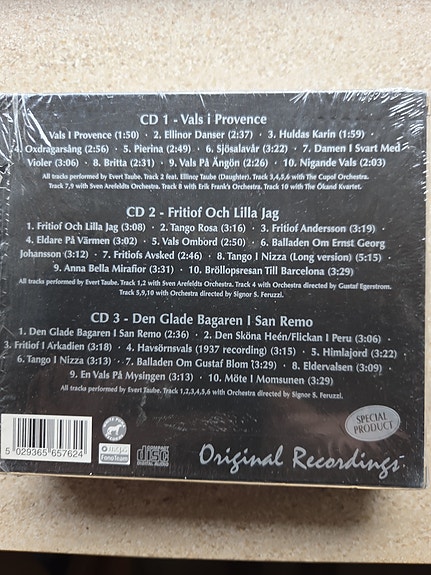 CD 1 - Vals i Provence
Vals I Provence (1:50) · 2. Ellinor Danser (2:37) · 3. Huldas Karin (1:59)
4. Oxdragarsång (2:56) · 5. Pierina (2:49) · 6. Sjösalavår (3:22) · 7. Damen I Svart Med
Violer (3:06) · 8. Britta (2:31) · 9. Vals På Ängön (2:26) · 10. Nigande Vals (2:03)
All tracks performed by Evert Taube. Track 2 feat. Ellinor Taube (Daughter). Track 3,4,5,6 with The Cupol Orchestra.
Track 7,9 with Sven Arefeldts Orchestra. Track 8 with Erik Frank's Orchestra. Track 10 with The Ökand Kvartet.
CD 2 - Fritiof Och Lilla Jag
1. Fritiof Och Lilla Jag (3:08) · 2. Tango Rosa (3:16) · 3. Fritiof Andersson (3:19)
4. Eldare På Värmen (3:02) · 5. Vals Ombord (2:50) · 6. Balladen Om Ernst Georg
Johansson (3:12) · 7. Fritiofs Avsked (2:46) · 8. Tango I Nizza (Long version) (5:15)
9. Anna Bella Mirafior (3:31) · 10. Bröllopsresan Till Barcelona (3:29)
All tracks performed by Evert Taube. Track 1,2 with Sven Arefeldts Orchestra. Track 4 with Orchestra directed by Gustaf Egerstrom.
Track 5,9,10 with Orchestra directed by Signor S. Feruzzi.
CD 3 - Den Glade Bagaren I San Remo
1. Den Glade Bagaren I San Remo (2:36) · 2. Den Sköna Heén/Flickan I Peru (3:06)
3. Fritiof I Arkadien (3:18) · 4. Havsörnsvals (1937 recording) (3:15) · 5. Himlajord (3:22)
6. Tango I Nizza (3:13) · 7. Balladen Om Gustaf Blom (3:29) · 8. Eldervalsen (3:09)
9. En Vals På Mysingen (3:13) · 10. Möte I Momsunen (3:29)
All tracks performed by Evert Taube. Track 1,2,3,4,5,6 with Orchestra directed by Signor S. Feruzzi.
SPECIAL
PRODUCT
5 029365 657624
FonoTeam
COMPACT
disc
DIGITAL AUDIO
Original Recordings